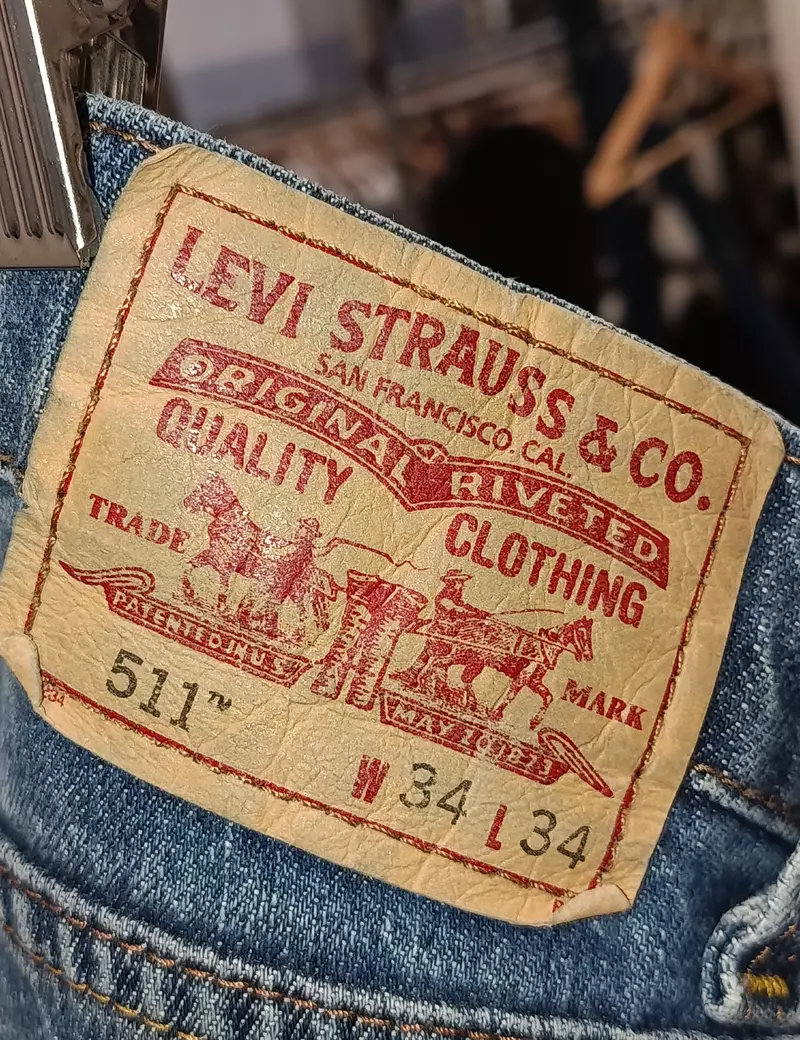 LEVI STRAUSS & CO.
SAN FRANCISCO, CAL.
ORIGINAL RIVETED
QUALITY CLOTHING
TRADE MARK
PATENTED IN U.S.
MAY 20 1873
511™
W 34 L 34